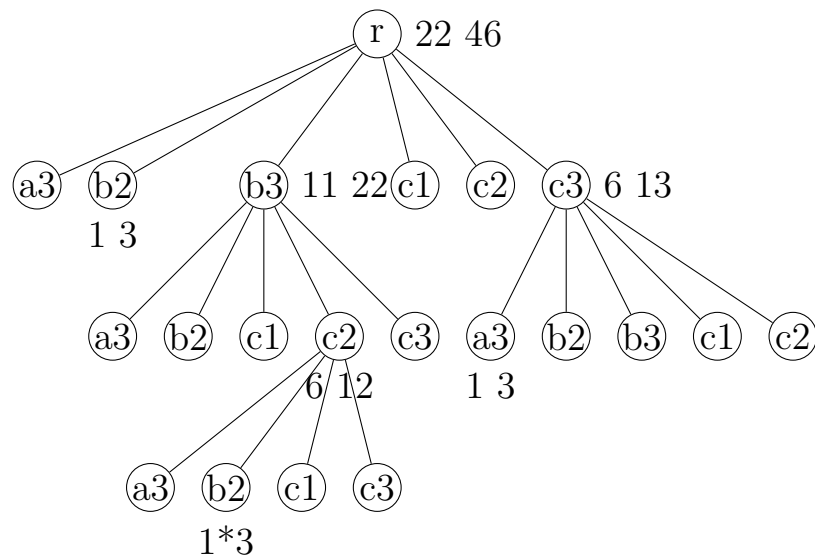 r 22 46
a3 b2 b3 11 22 c1 c2 c3 6 13
1 3
a3 b2 c1 c2 c3 a3 b2 b3 c1 c2
6 12 1 3
a3 b2 c1 c3
1*3